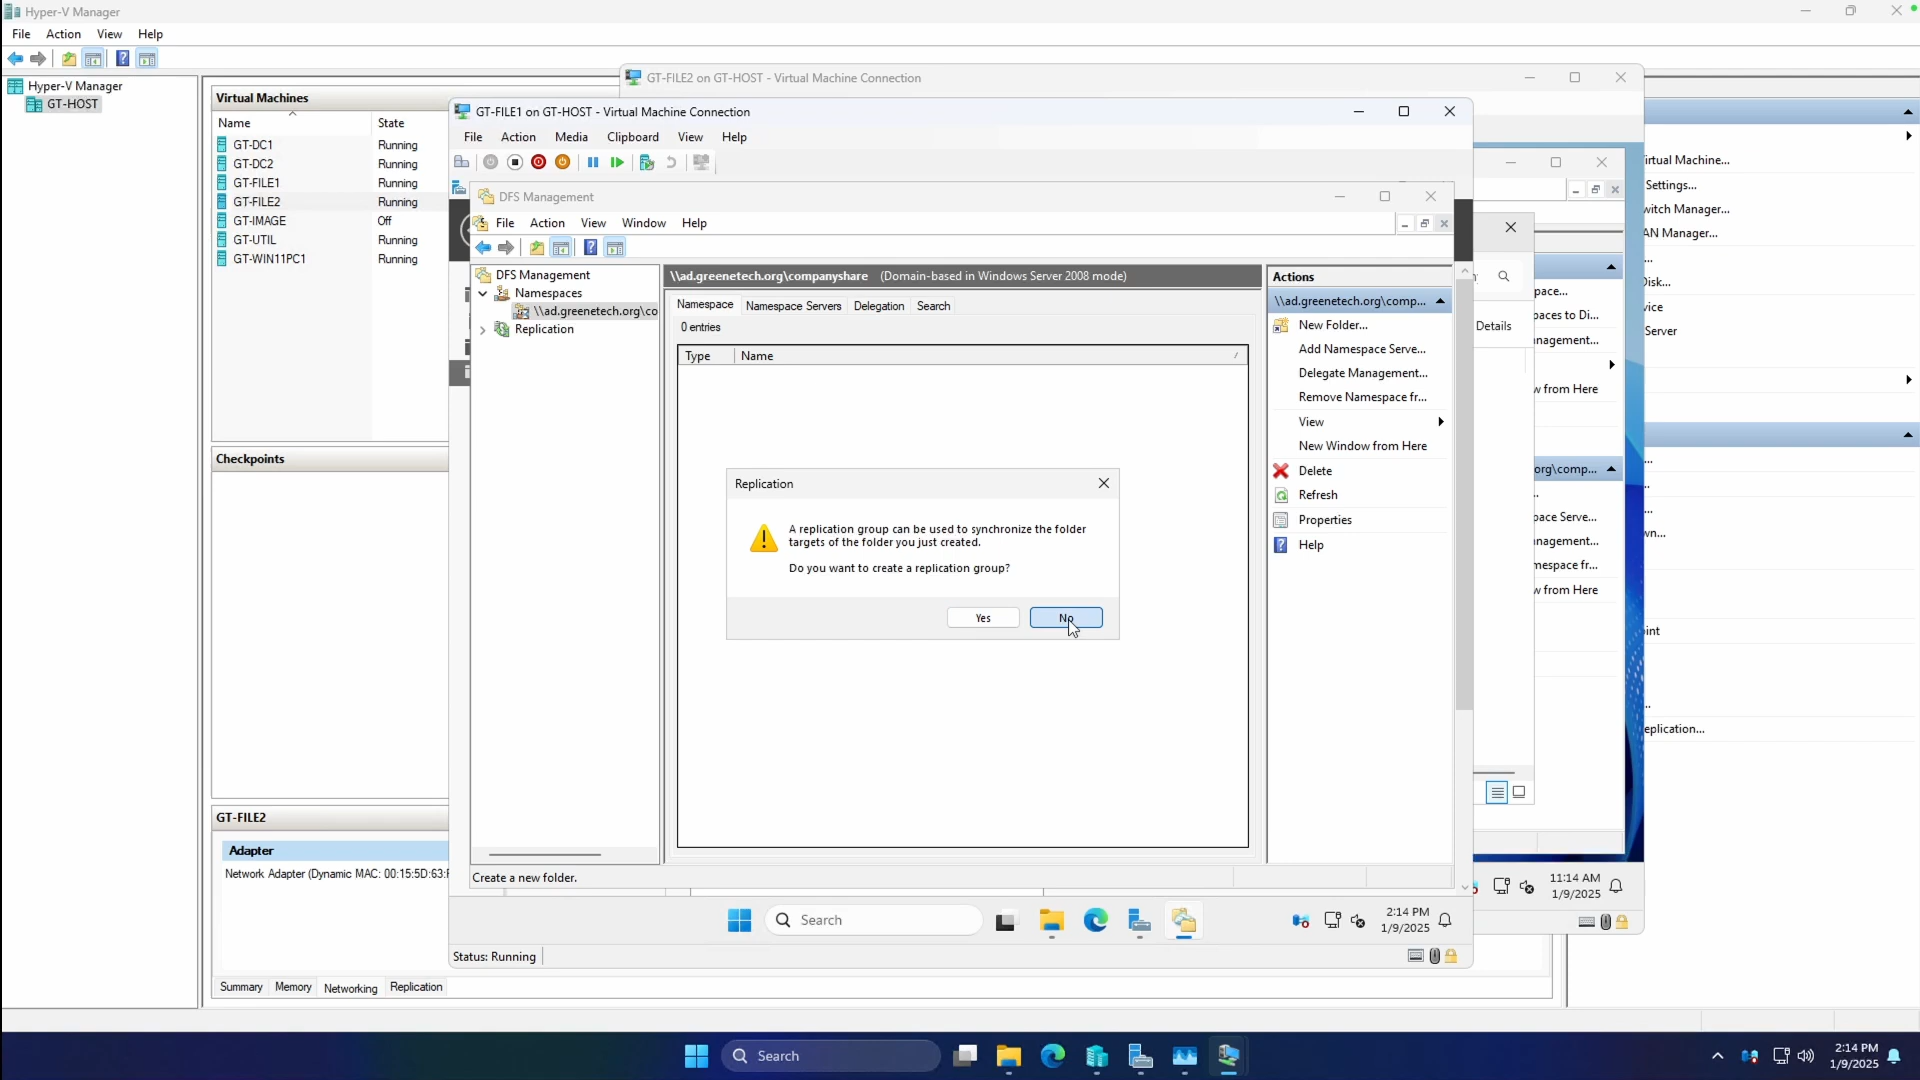 Hyper-V Manager
File Action View Help
Hyper-V Manager
GT-HOST
Virtual Machines
Name State
GT-DC1 Running
GT-DC2 Running
GT-FILE1 Running
GT-FILE2 Running
GT-IMAGE Off
GT-UTIL Running
GT-WIN11PC1 Running
Checkpoints
GT-FILE2
Adapter
Network Adapter (Dynamic MAC: 00:15:5D:63:
Summary Memory Networking Replication
GT-FILE2 on GT-HOST - Virtual Machine Connection
GT-FILE1 on GT-HOST - Virtual Machine Connection
File Action Media Clipboard View Help
DFS Management
File Action View Window Help
DFS Management
Namespaces
\\ad.greenetech.org\co
Replication
\\ad.greenetech.org\companyshare (Domain-based in Windows Server 2008 mode)
Namespace Namespace Servers Delegation Search
0 entries
Type Name
Replication
A replication group can be used to synchronize the folder
targets of the folder you just created.
Do you want to create a replication group?
Yes No
Actions
\\ad.greenetech.org\comp...
New Folder...
Add Namespace Serve...
Delegate Management...
Remove Namespace fr...
View
New Window from Here
Delete
Refresh
Properties
Help
Create a new folder.
Search
2:14 PM
1/9/2025
Status: Running
Details
pace...
paces to Di...
nagement...
w from Here
org\comp...
pace Serve...
nagement...
mespace fr...
w from Here
11:14 AM
1/9/2025
irtual Machine...
Settings...
witch Manager...
AN Manager...
...
Disk...
vice
Server
...
wn...
int
...
eplication...
Search
2:14 PM
1/9/2025